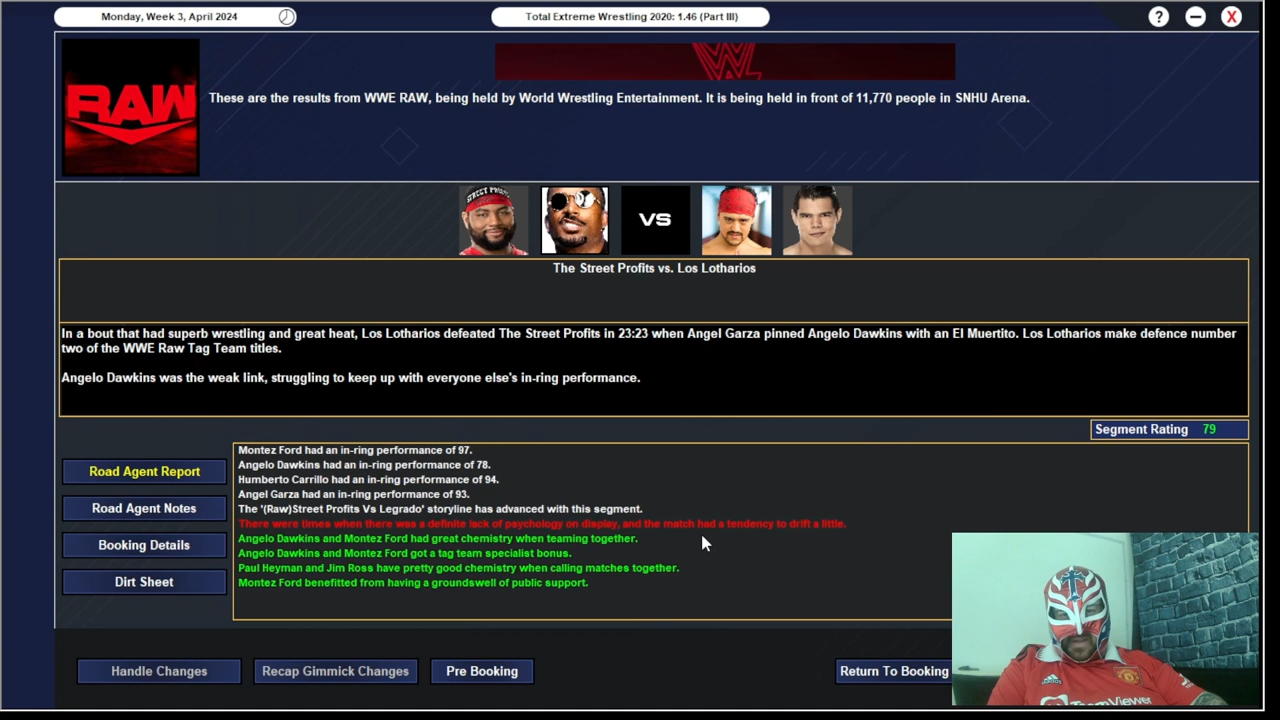 Monday, Week 3, April 2024
Total Extreme Wrestling 2020: 1.46 (Part III)
?
X
RAW
These are the results from WWE RAW, being held by World Wrestling Entertainment. It is being held in front of 11,770 people in SNHU Arena.
VS
The Street Profits vs. Los Lotharios
In a bout that had superb wrestling and great heat, Los Lotharios defeated The Street Profits in 23:23 when Angel Garza pinned Angelo Dawkins with an El Muertito. Los Lotharios make defence number
two of the WWE Raw Tag Team titles.
Angelo Dawkins was the weak link, struggling to keep up with everyone else's in-ring performance.
Segment Rating 79
Montez Ford had an in-ring performance of 97.
Angelo Dawkins had an in-ring performance of 78.
Humberto Carrillo had an in-ring performance of 94.
Angel Garza had an in-ring performance of 93.
The '(Raw)Street Profits Vs Legrado' storyline has advanced with this segment.
There were times when there was a definite lack of psychology on display, and the match had a tendency to drift a little.
Angelo Dawkins and Montez Ford had great chemistry when teaming together.
Angelo Dawkins and Montez Ford got a tag team specialist bonus.
Paul Heyman and Jim Ross have pretty good chemistry when calling matches together.
Montez Ford benefitted from having a groundswell of public support.
Road Agent Report
Road Agent Notes
Booking Details
Dirt Sheet
Handle Changes
Recap Gimmick Changes
Pre Booking
Return To Booking
TeamViewer